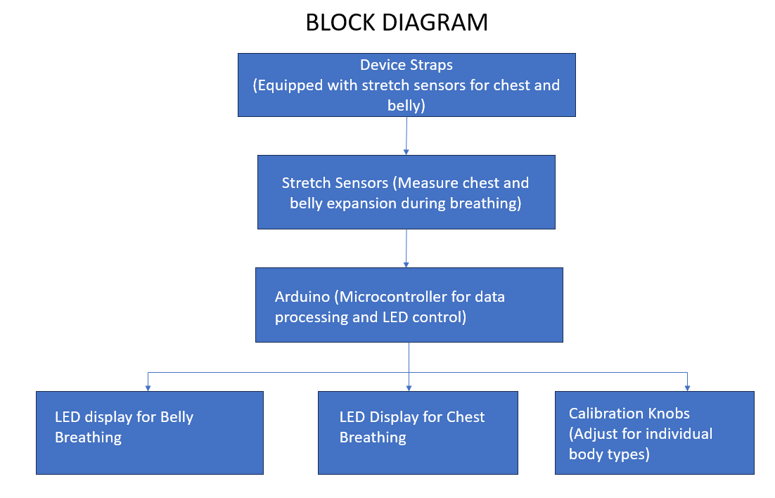 BLOCK DIAGRAM
Device Straps
(Equipped with stretch sensors for chest and
belly)
Stretch Sensors (Measure chest and
belly expansion during breathing)
Arduino (Microcontroller for data
processing and LED control)
LED display for Belly
Breathing
LED Display for Chest
Breathing
Calibration Knobs
(Adjust for individual
body types)